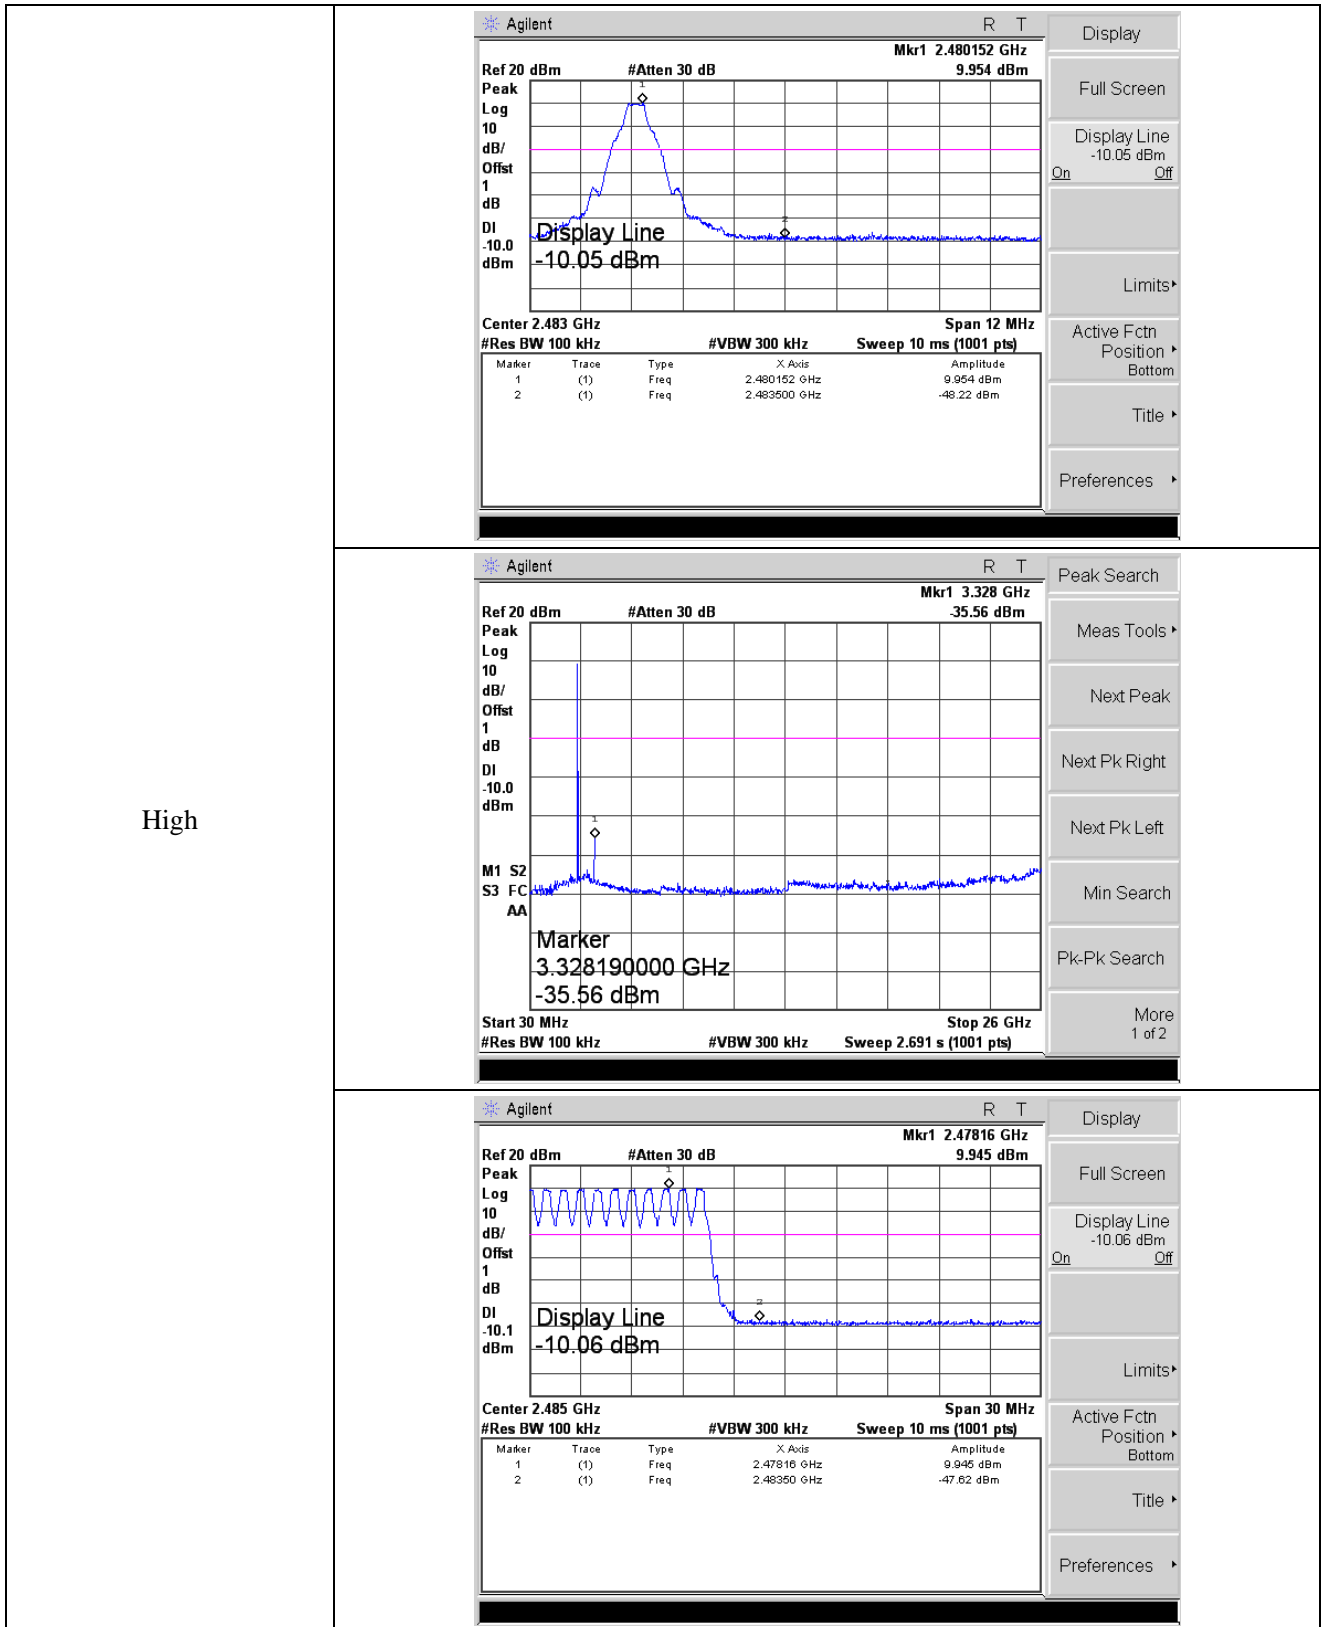 High
Agilent R T
Mkr1 2.480152 GHz
Ref 20 dBm #Atten 30 dB 9.954 dBm
Peak
Log
10
dB/
Offst
1
dB
DI
-10.0
dBm
1
2
Display Line
-10.05 dBm
Center 2.483 GHz Span 12 MHz
#Res BW 100 kHz #VBW 300 kHz Sweep 10 ms (1001 pts)
Marker Trace Type X Axis Amplitude
1 (1) Freq 2.480152 GHz 9.954 dBm
2 (1) Freq 2.483500 GHz -48.22 dBm
Display
Full Screen
Display Line
-10.05 dBm
On Off
Limits
Active Fctn
Position
Bottom
Title
Preferences
Agilent R T
Mkr1 3.328 GHz
Ref 20 dBm #Atten 30 dB -35.56 dBm
Peak
Log
10
dB/
Offst
1
dB
DI
-10.0
dBm
1
M1 S2
S3 FC
AA
Marker
3.328190000 GHz
-35.56 dBm
Start 30 MHz Stop 26 GHz
#Res BW 100 kHz #VBW 300 kHz Sweep 2.691 s (1001 pts)
Peak Search
Meas Tools
Next Peak
Next Pk Right
Next Pk Left
Min Search
Pk-Pk Search
More
1 of 2
Agilent R T
Mkr1 2.47816 GHz
Ref 20 dBm #Atten 30 dB 9.945 dBm
Peak
Log
10
dB/
Offst
1
dB
DI
-10.1
dBm
1
2
Display Line
-10.06 dBm
Center 2.485 GHz Span 30 MHz
#Res BW 100 kHz #VBW 300 kHz Sweep 10 ms (1001 pts)
Marker Trace Type X Axis Amplitude
1 (1) Freq 2.47816 GHz 9.945 dBm
2 (1) Freq 2.48350 GHz -47.62 dBm
Display
Full Screen
Display Line
-10.06 dBm
On Off
Limits
Active Fctn
Position
Bottom
Title
Preferences